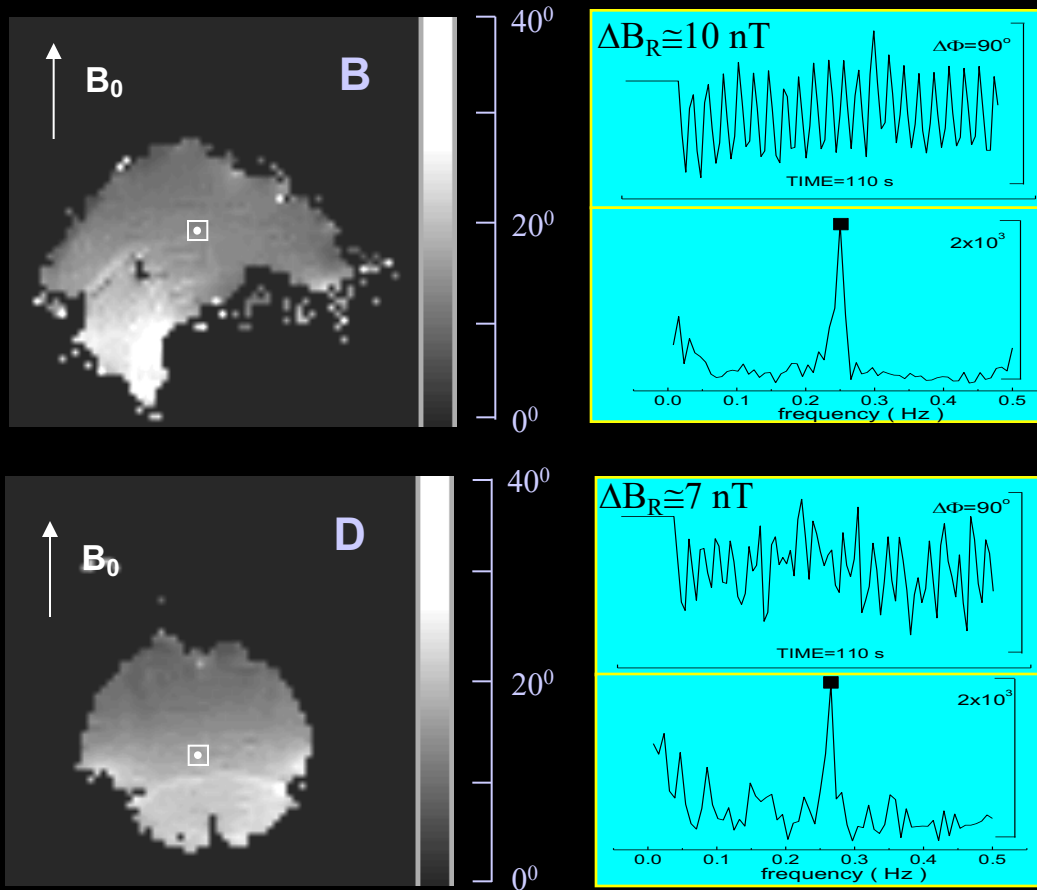 B
B₀
40⁰
20⁰
0⁰
ΔB_R≅10 nT
ΔΦ=90°
TIME=110 s
2x10³
0.0 0.1 0.2 0.3 0.4 0.5
frequency ( Hz )
D
B₀
40⁰
20⁰
0⁰
ΔB_R≅7 nT
ΔΦ=90°
TIME=110 s
2x10³
0.0 0.1 0.2 0.3 0.4 0.5
frequency ( Hz )